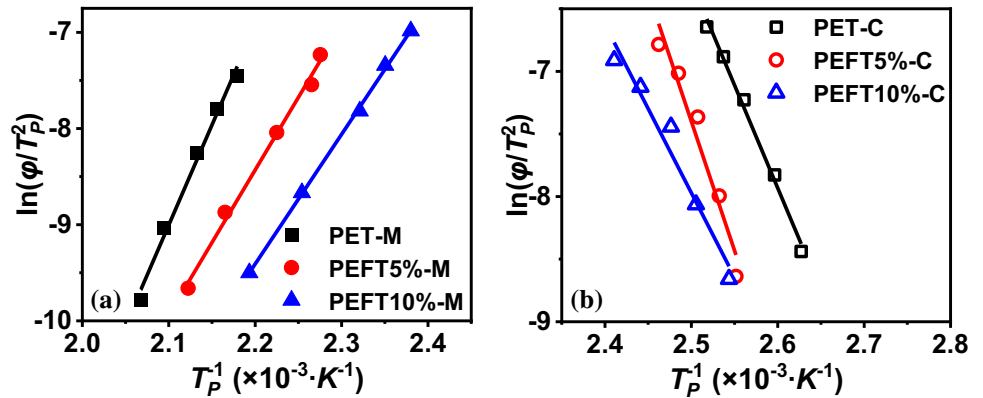 -7
-8
-9
-10
ln(φ/T_P^2)
PET-M
PEFT5%-M
PEFT10%-M
(a)
2.0 2.1 2.2 2.3 2.4
T_P^-1 (×10^-3·K^-1)
-7
-8
-9
ln(φ/T_P^2)
PET-C
PEFT5%-C
PEFT10%-C
(b)
2.4 2.5 2.6 2.7 2.8
T_P^-1 (×10^-3·K^-1)